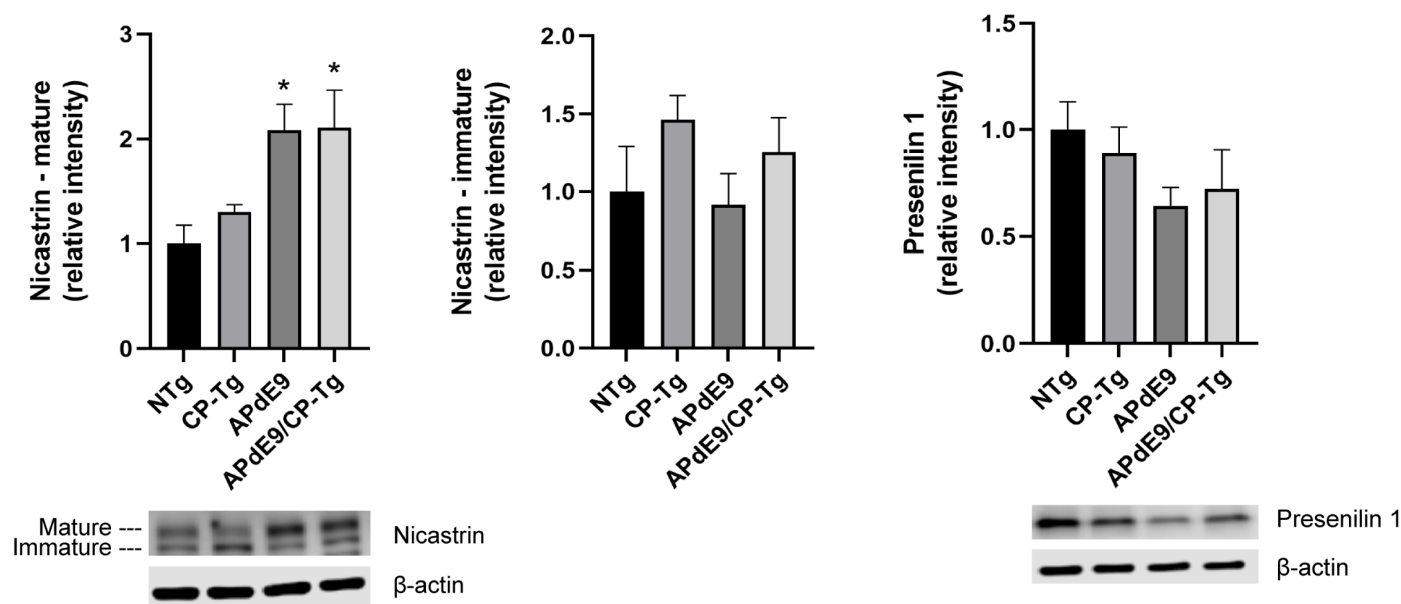 Nicastrin - mature
(relative intensity)
3
2
1
0
*
*
NTg
CP-Tg
APdE9
APdE9/CP-Tg
Nicastrin - immature
(relative intensity)
2.0
1.5
1.0
0.5
0.0
NTg
CP-Tg
APdE9
APdE9/CP-Tg
Presenilin 1
(relative intensity)
1.5
1.0
0.5
0.0
NTg
CP-Tg
APdE9
APdE9/CP-Tg
Mature ---
Immature ---
Nicastrin
β-actin
Presenilin 1
β-actin